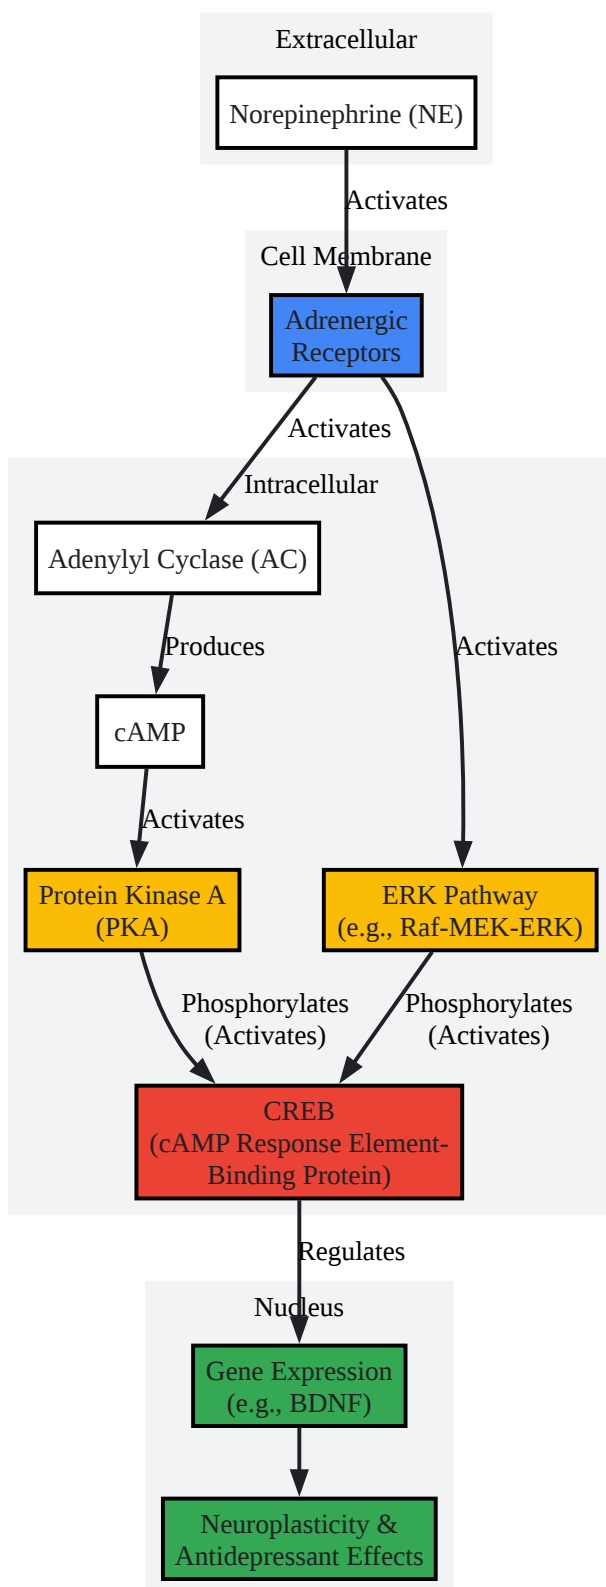 Extracellular
Norepinephrine (NE)
Activates
Cell Membrane
Adrenergic
Receptors
Activates
Intracellular
Adenylyl Cyclase (AC)
Produces
Activates
cAMP
Activates
Protein Kinase A
(PKA)
ERK Pathway
(e.g., Raf-MEK-ERK)
Phosphorylates
(Activates)
Phosphorylates
(Activates)
CREB
(cAMP Response Element-
Binding Protein)
Regulates
Nucleus
Gene Expression
(e.g., BDNF)
Neuroplasticity &
Antidepressant Effects